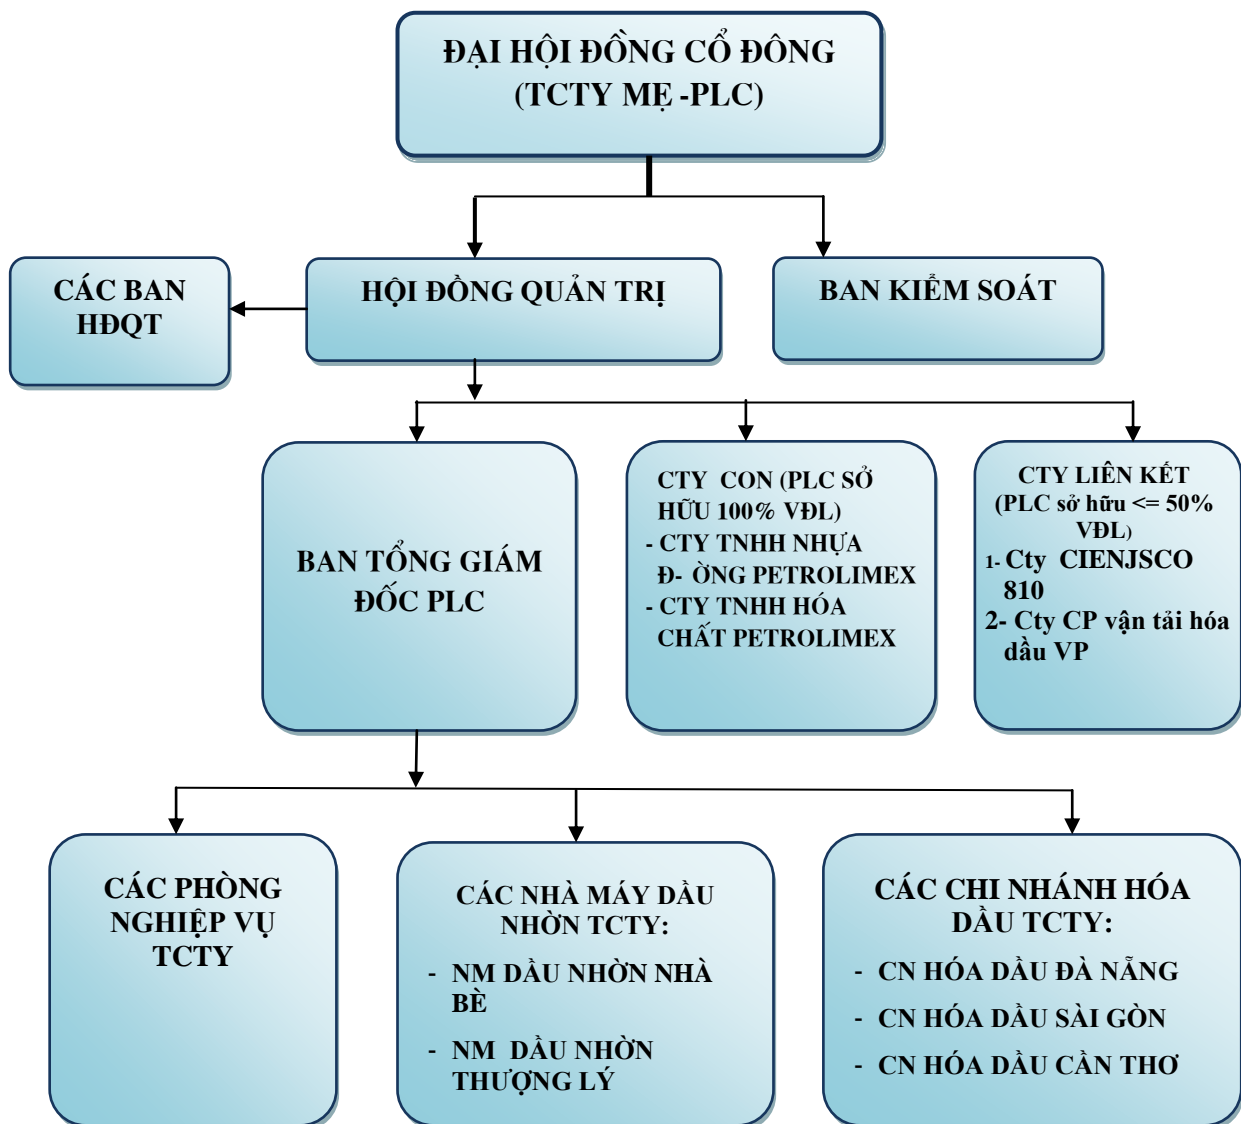 ĐẠI HỘI ĐỒNG CỔ ĐÔNG
(TCTY MẸ -PLC)
CÁC BAN
HĐQT
HỘI ĐỒNG QUẢN TRỊ
BAN KIỂM SOÁT
BAN TỔNG GIÁM
ĐỐC PLC
CTY CON (PLC SỞ
HỮU 100% VĐL)
- CTY TNHH NHỰA
Đ- ỜNG PETROLIMEX
- CTY TNHH HÓA
CHẤT PETROLIMEX
CTY LIÊN KẾT
(PLC sở hữu <= 50%
VĐL)
1- Cty CIENJSCO
810
2- Cty CP vận tải hóa
dầu VP
CÁC PHÒNG
NGHIỆP VỤ
TCTY
CÁC NHÀ MÁY DẦU
NHỜN TCTY:
- NM DẦU NHỜN NHÀ
BÈ
- NM DẦU NHỜN
THƯỢNG LÝ
CÁC CHI NHÁNH HÓA
DẦU TCTY:
- CN HÓA DẦU ĐÀ NẴNG
- CN HÓA DẦU SÀI GÒN
- CN HÓA DẦU CẦN THƠ